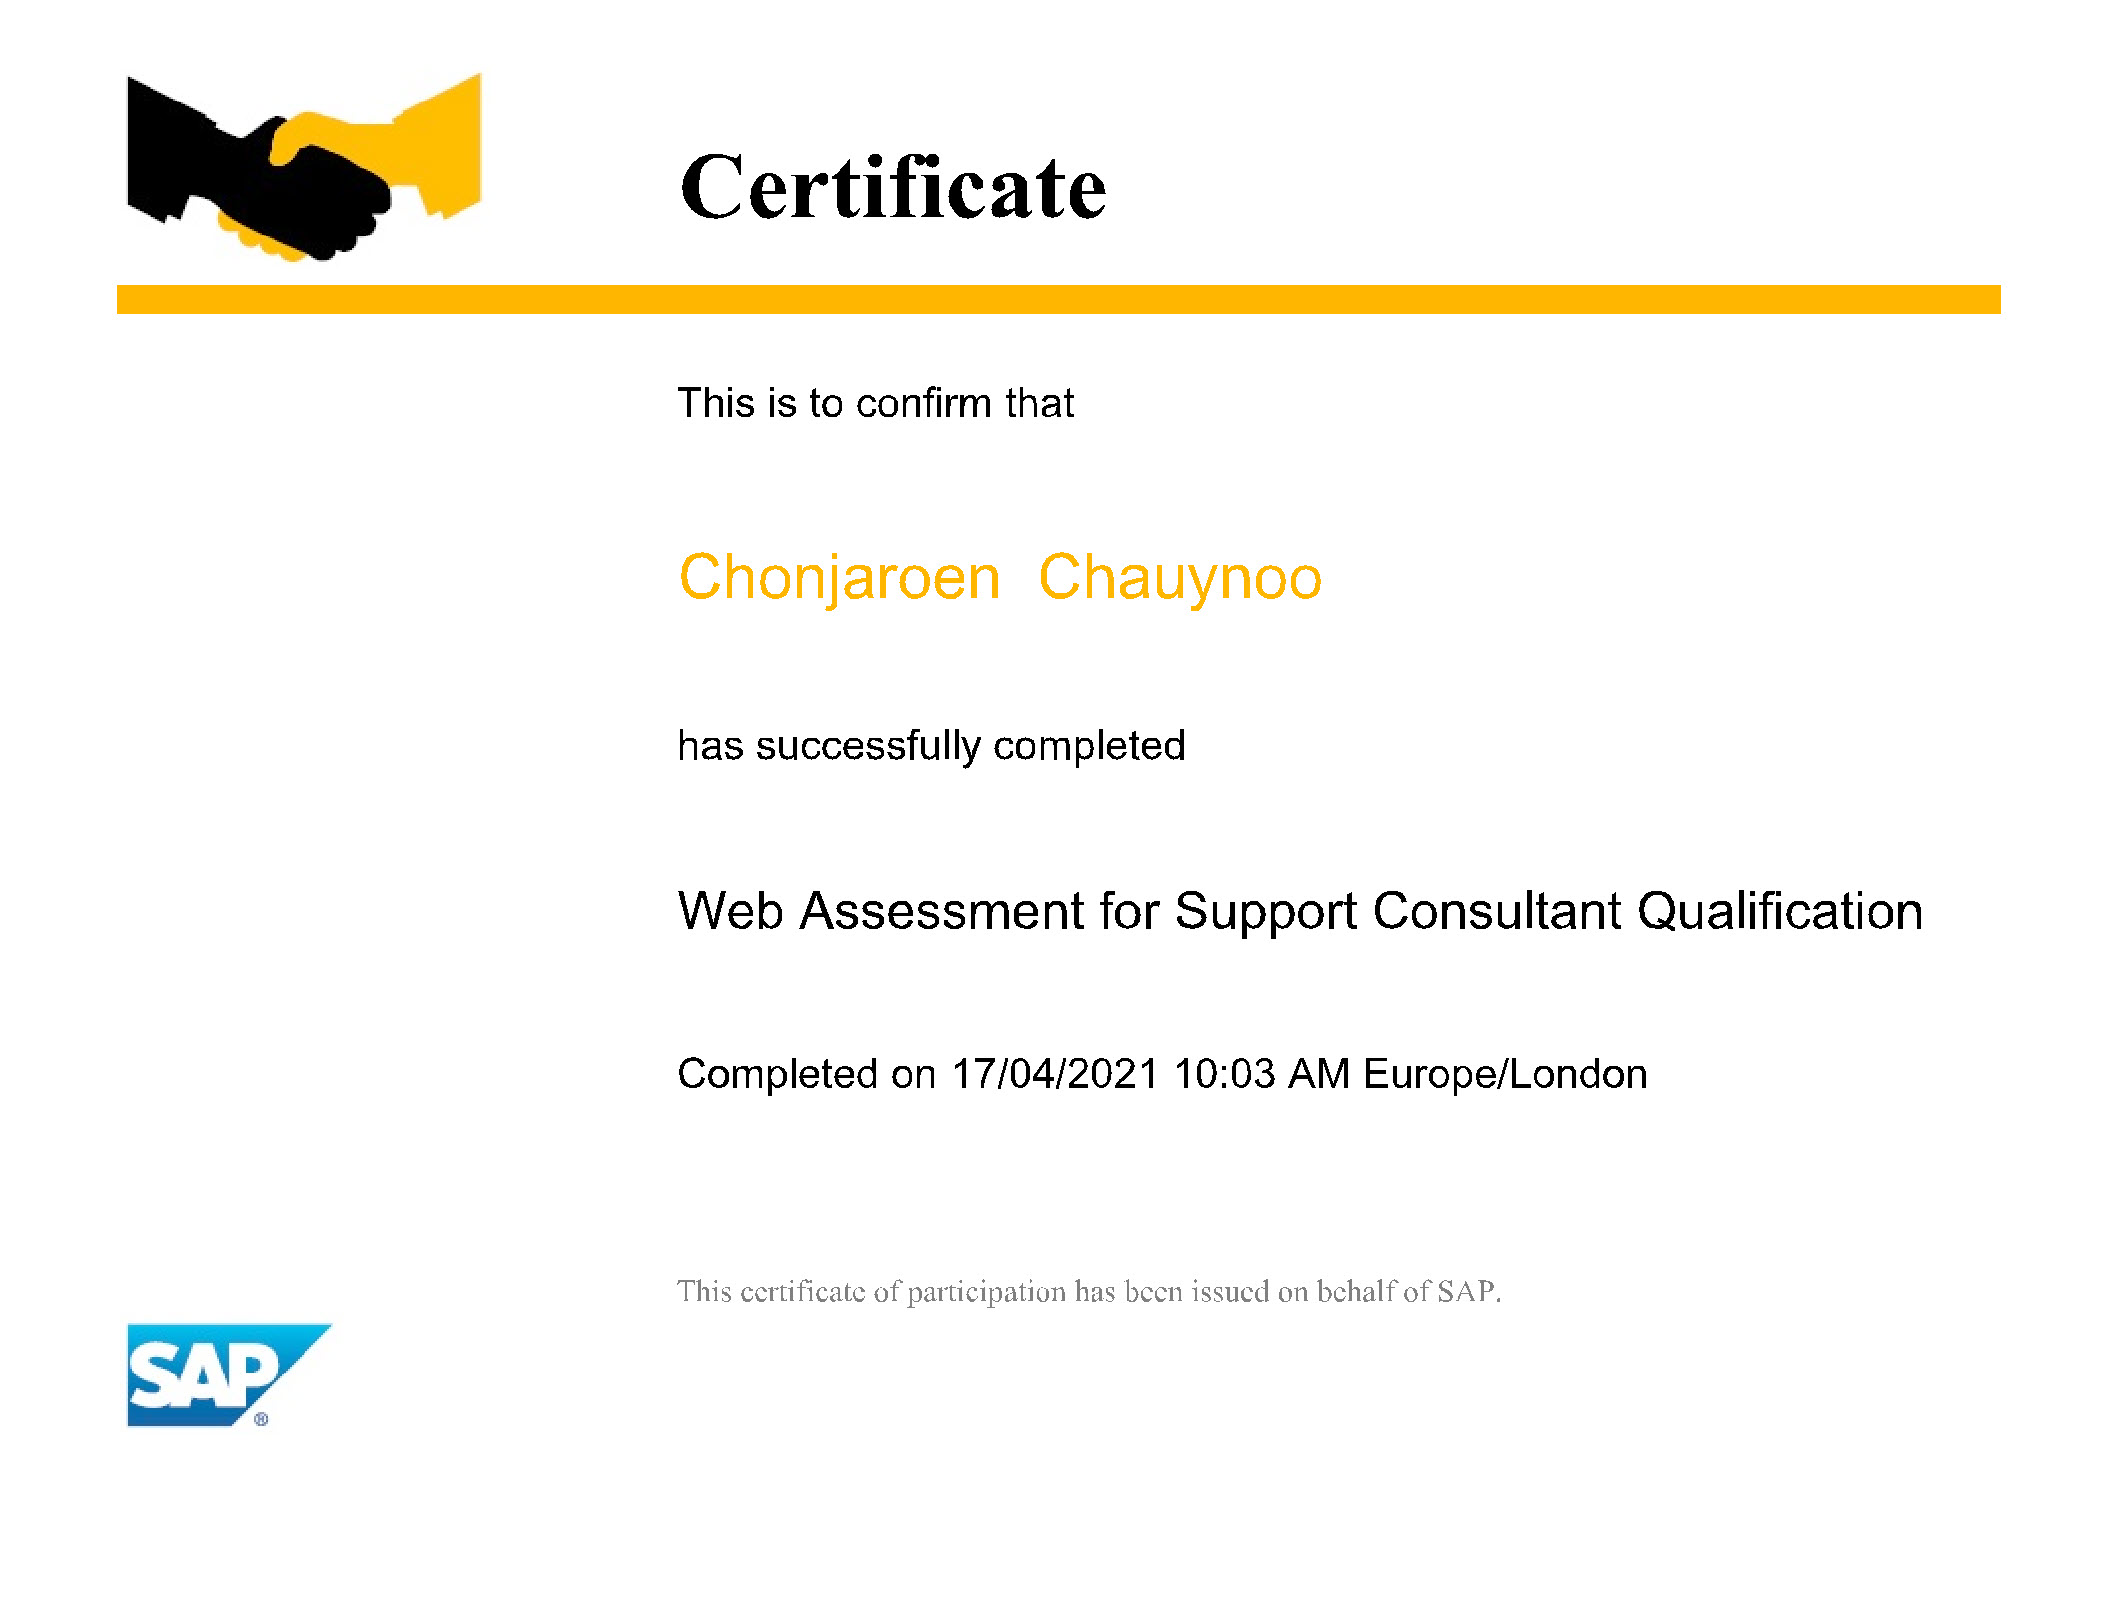 Certificate
This is to confirm that
Chonjaroen Chauynoo
has successfully completed
Web Assessment for Support Consultant Qualification
Completed on 17/04/2021 10:03 AM Europe/London
This certificate of participation has been issued on behalf of SAP.
SAP®